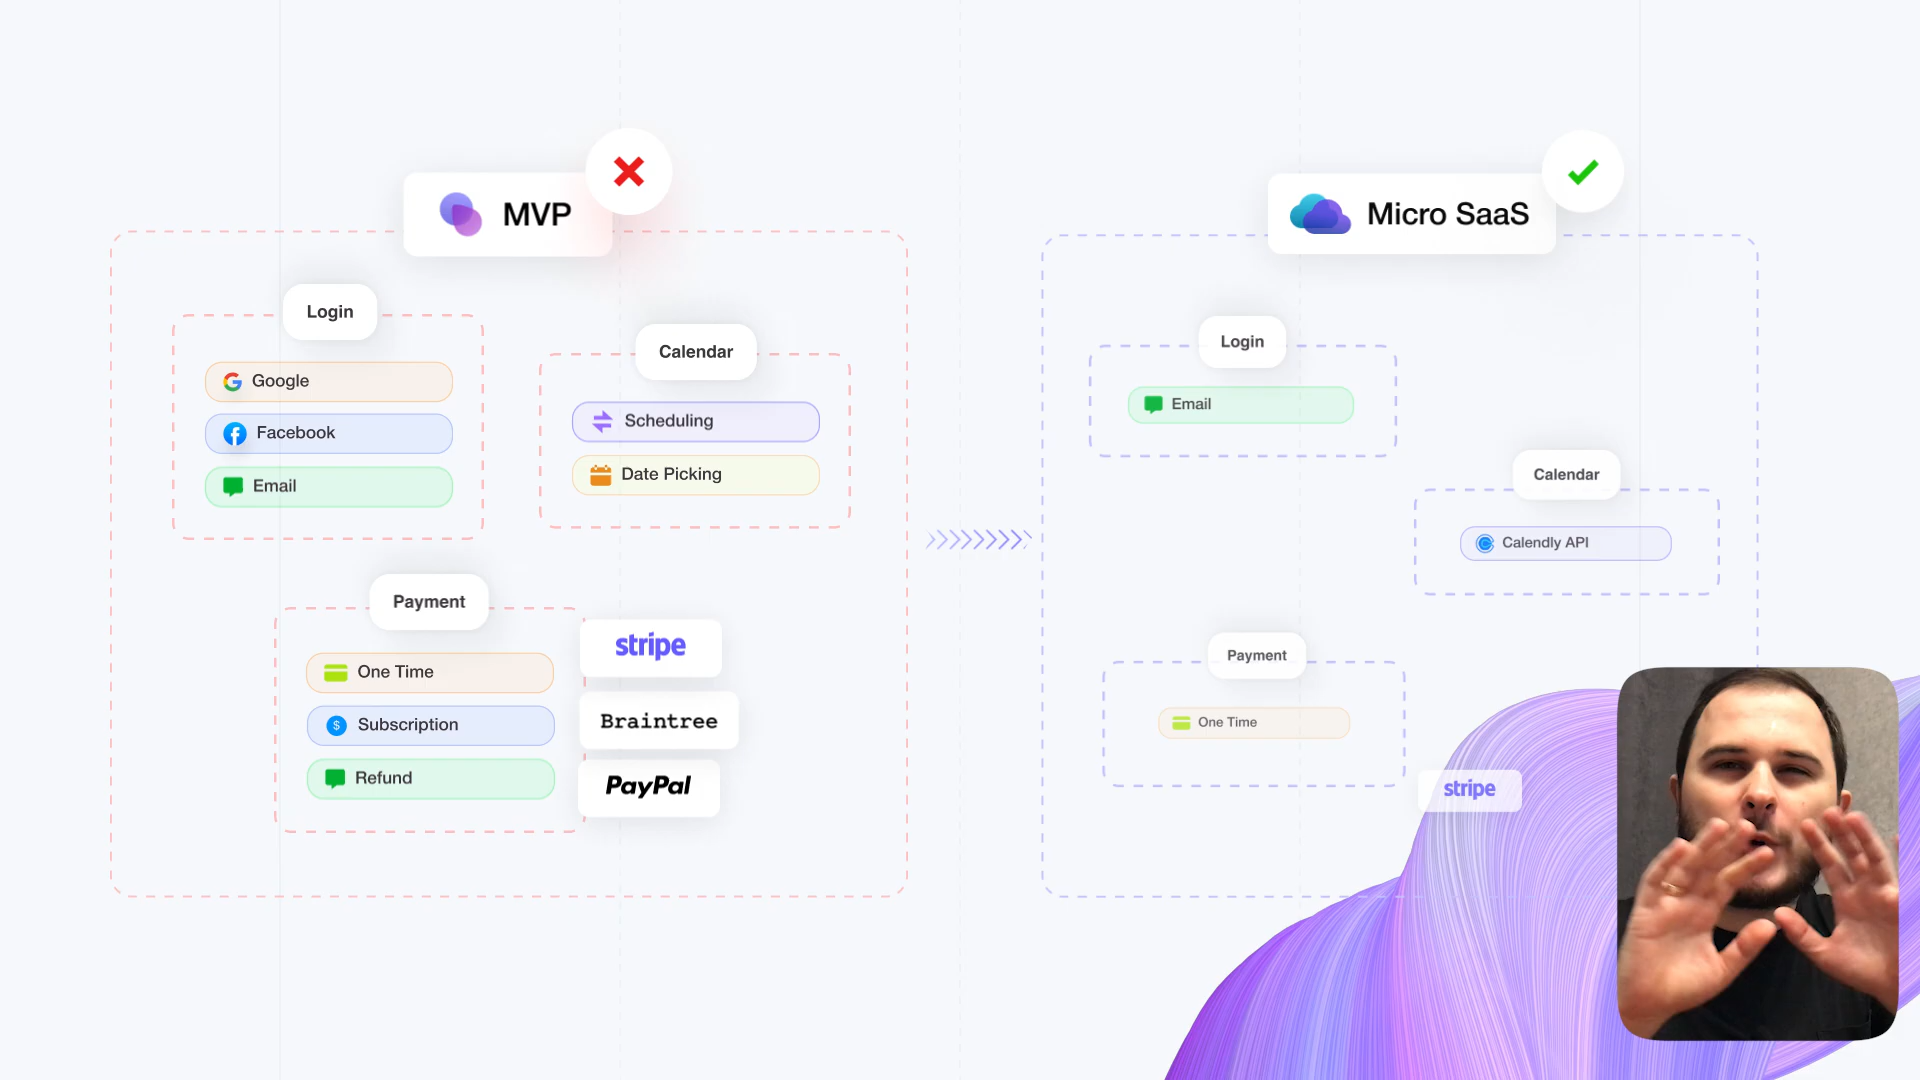 MVP
Login
Google
Facebook
Email
Calendar
Scheduling
Date Picking
Payment
One Time
Subscription
Refund
stripe
Braintree
PayPal
Micro SaaS
Login
Email
Calendar
Calendly API
Payment
One Time
stripe